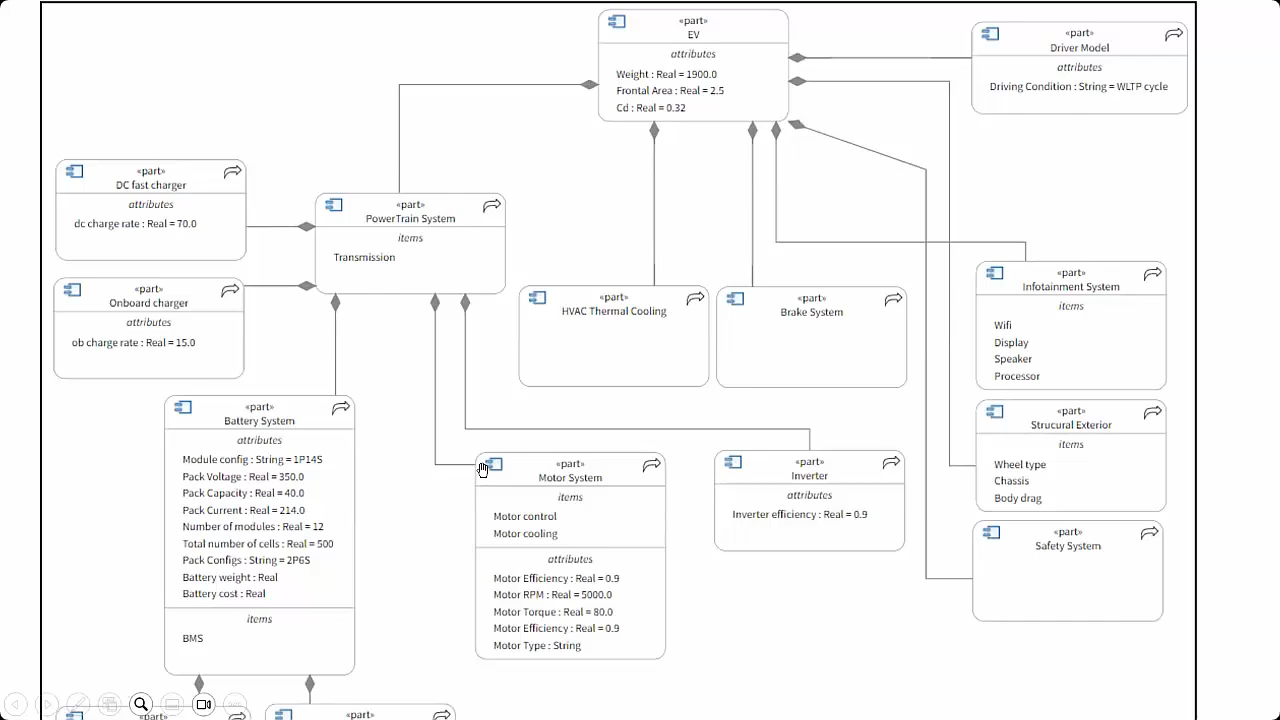 «part»
EV
attributes
Weight : Real = 1900.0
Frontal Area : Real = 2.5
Cd : Real = 0.32
«part»
Driver Model
attributes
Driving Condition : String = WLTP cycle
«part»
DC fast charger
attributes
dc charge rate : Real = 70.0
«part»
PowerTrain System
items
Transmission
«part»
Onboard charger
attributes
ob charge rate : Real = 15.0
«part»
HVAC Thermal Cooling
«part»
Brake System
«part»
Infotainment System
items
Wifi
Display
Speaker
Processor
«part»
Battery System
attributes
Module config : String = 1P14S
Pack Voltage : Real = 350.0
Pack Capacity : Real = 40.0
Pack Current : Real = 214.0
Number of modules : Real = 12
Total number of cells : Real = 500
Pack Configs : String = 2P6S
Battery weight : Real
Battery cost : Real
items
BMS
«part»
Motor System
items
Motor control
Motor cooling
attributes
Motor Efficiency : Real = 0.9
Motor RPM : Real = 5000.0
Motor Torque : Real = 80.0
Motor Efficiency : Real = 0.9
Motor Type : String
«part»
Inverter
attributes
Inverter efficiency : Real = 0.9
«part»
Strucural Exterior
items
Wheel type
Chassis
Body drag
«part»
Safety System
«part»
«part»